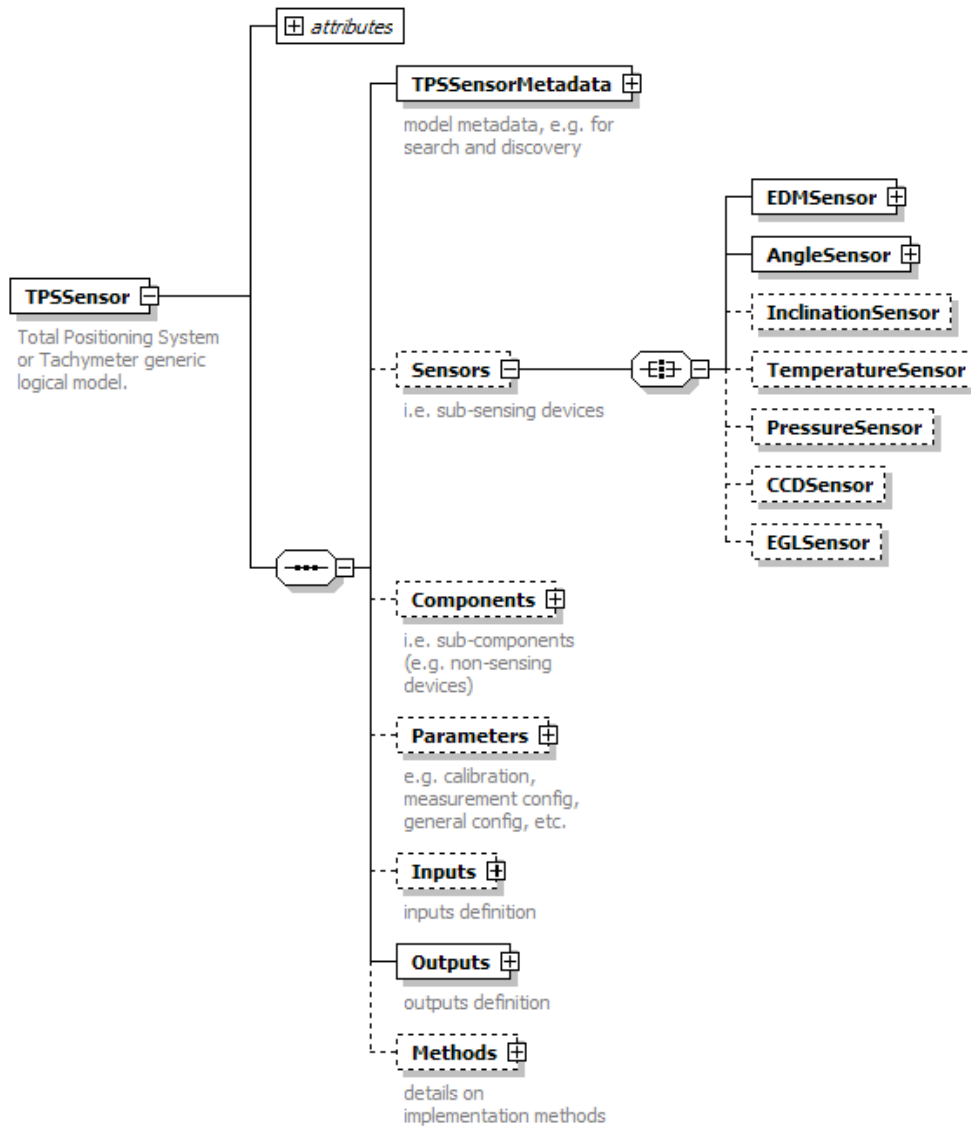 attributes
TPSSensorMetadata
model metadata, e.g. for
search and discovery
EDMSensor
AngleSensor
TPSSensor
Total Positioning System
or Tachymeter generic
logical model.
InclinationSensor
Sensors
i.e. sub-sensing devices
TemperatureSensor
PressureSensor
CCDSensor
EGLSensor
Components
i.e. sub-components
(e.g. non-sensing
devices)
Parameters
e.g. calibration,
measurement config,
general config, etc.
Inputs
inputs definition
Outputs
outputs definition
Methods
details on
implementation methods